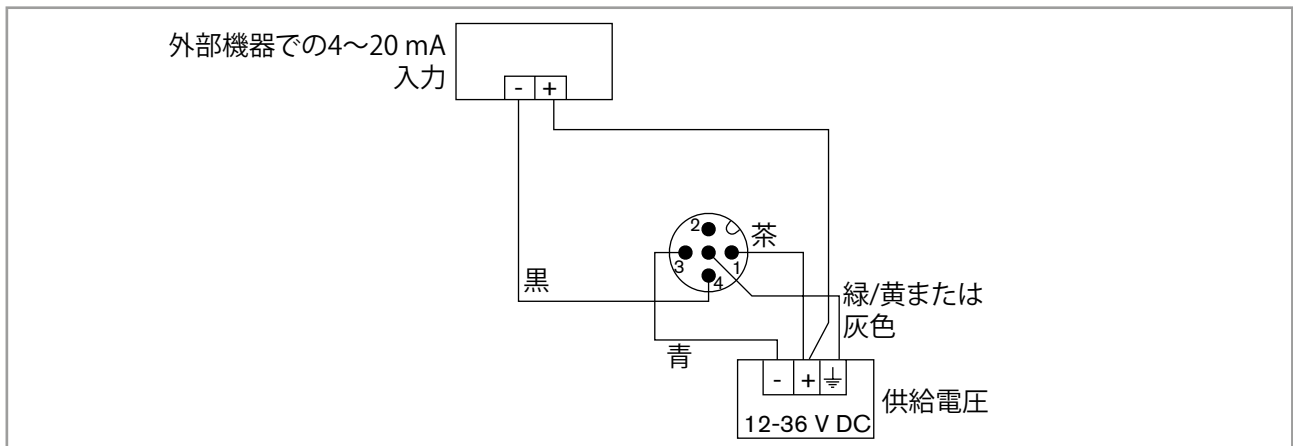 外部機器での4～20 mA
入力
- +
2
茶
3
1
4
黒
緑/黄または
灰色
青
- +
供給電圧
12-36 V DC